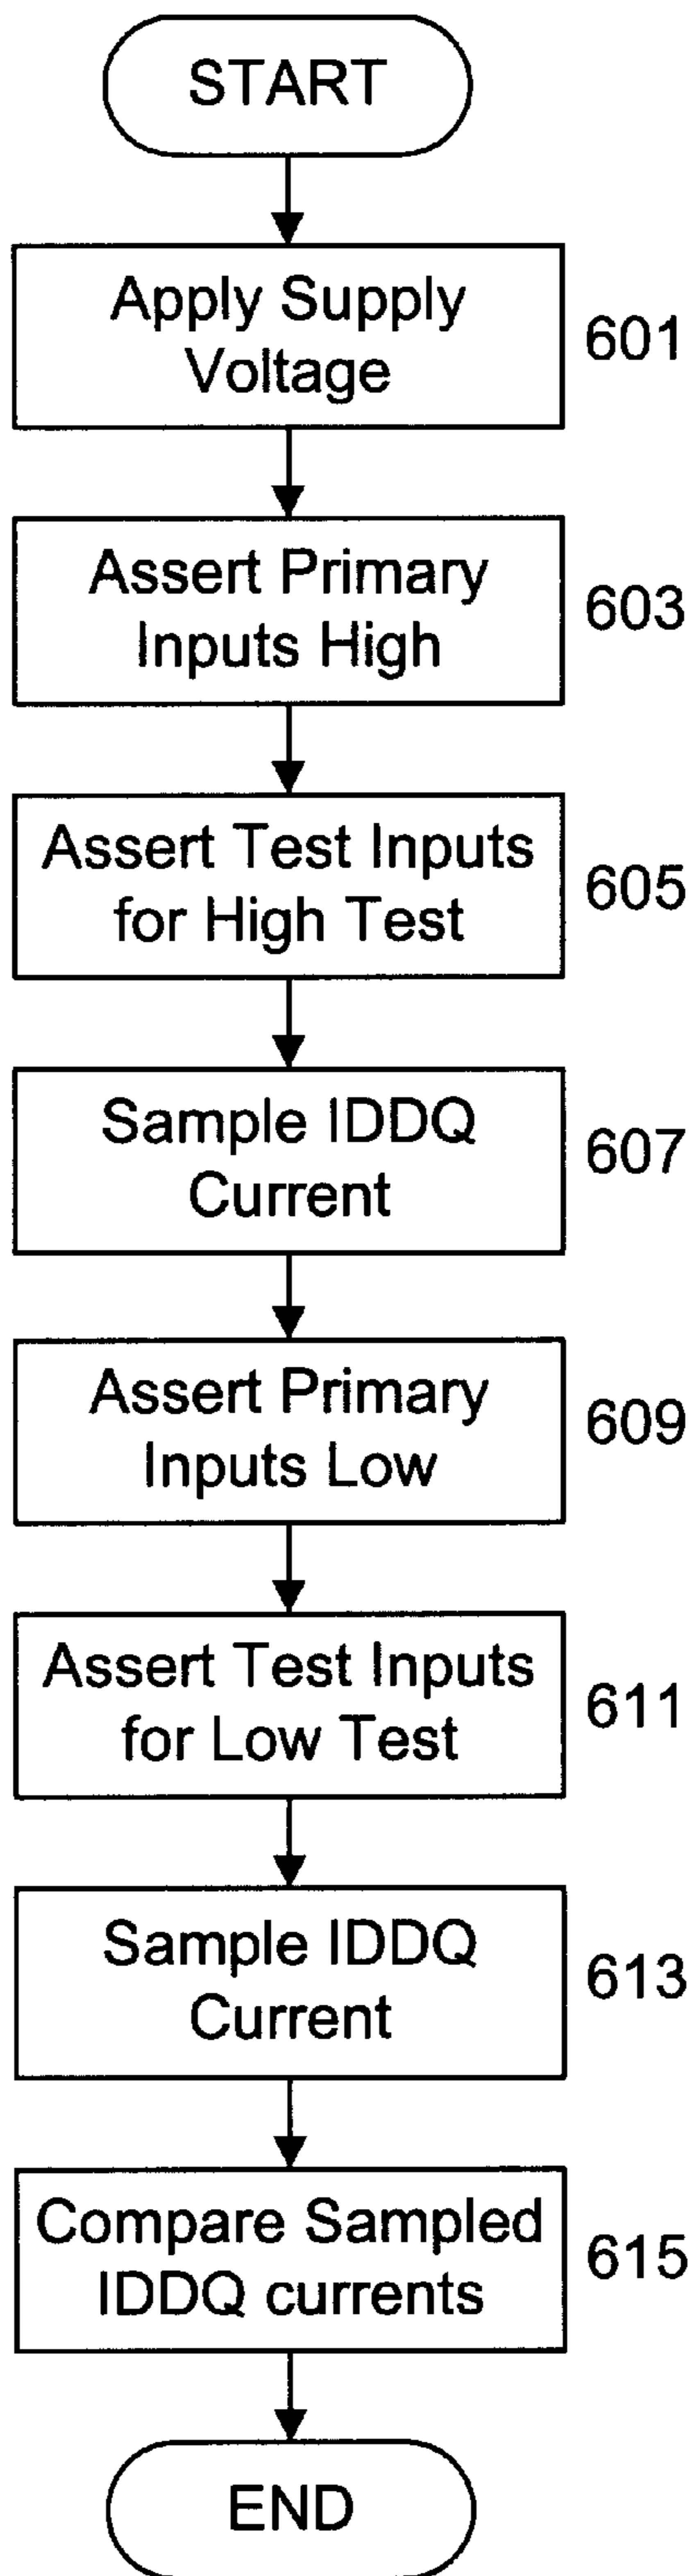 START
Apply Supply
Voltage
601
Assert Primary
Inputs High
603
Assert Test Inputs
for High Test
605
Sample IDDQ
Current
607
Assert Primary
Inputs Low
609
Assert Test Inputs
for Low Test
611
Sample IDDQ
Current
613
Compare Sampled
IDDQ currents
615
END